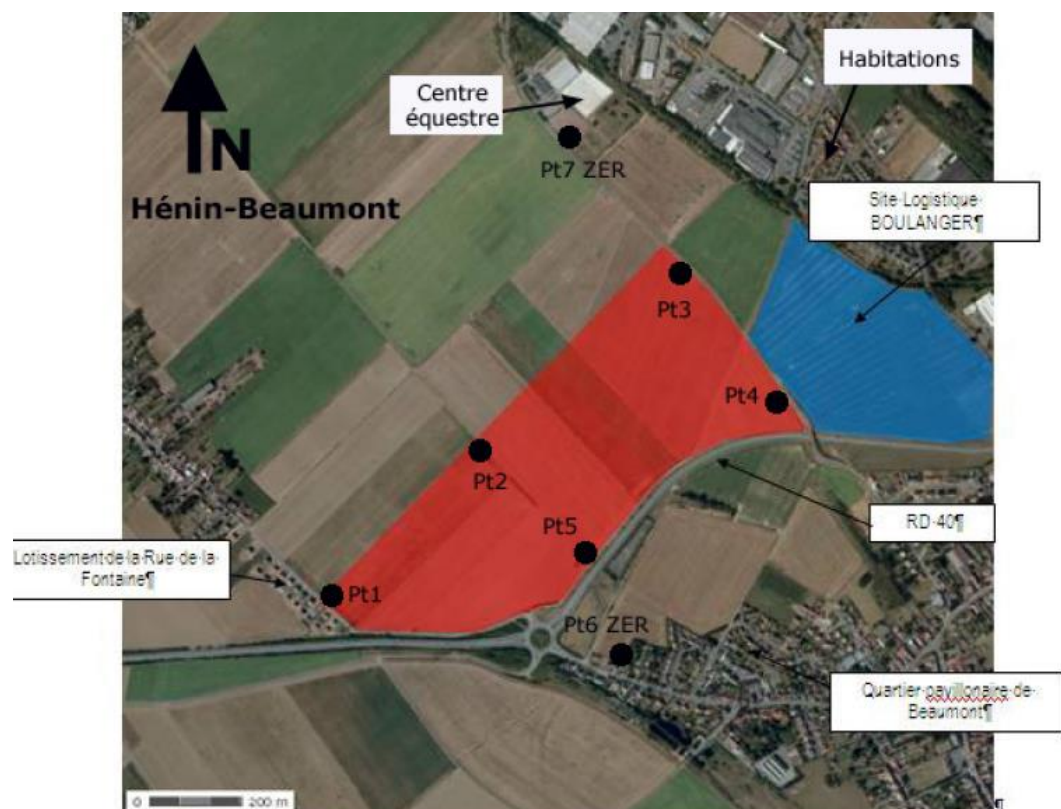 Habitations
Centre
équestre
N
Pt7 ZER
Hénin-Beaumont
Site·Logistique·
BOULANGER¶
Pt3
Pt4
Pt2
RD·40¶
Pt5
Lotissement·de·la·Rue·de·la·
Fontaine¶
Pt1
Pt6 ZER
Quartier·pavillonaire·de·
Beaumont¶
0 200 m
¶